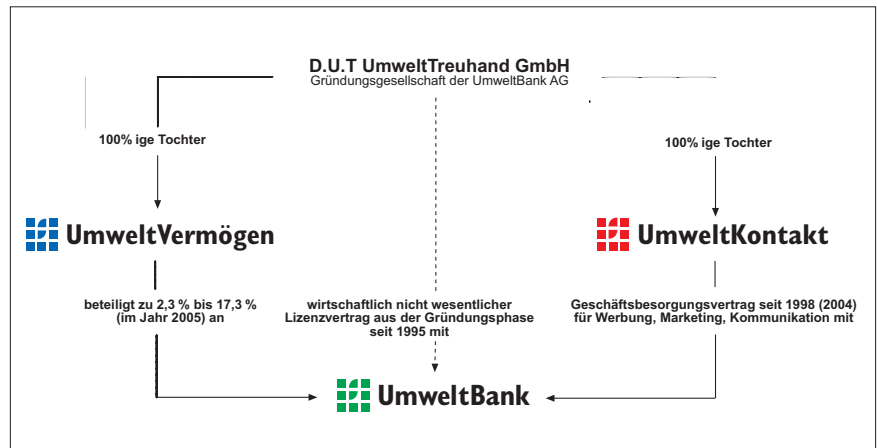 D.U.T UmweltTreuhand GmbH
Gründungsgesellschaft der UmweltBank AG
100% ige Tochter
100% ige Tochter
UmweltVermögen
UmweltKontakt
beteiligt zu 2,3 % bis 17,3 %
(im Jahr 2005) an
wirtschaftlich nicht wesentlicher
Lizenzvertrag aus der Gründungsphase
seit 1995 mit
Geschäftsbesorgungsvertrag seit 1998 (2004)
für Werbung, Marketing, Kommunikation mit
UmweltBank